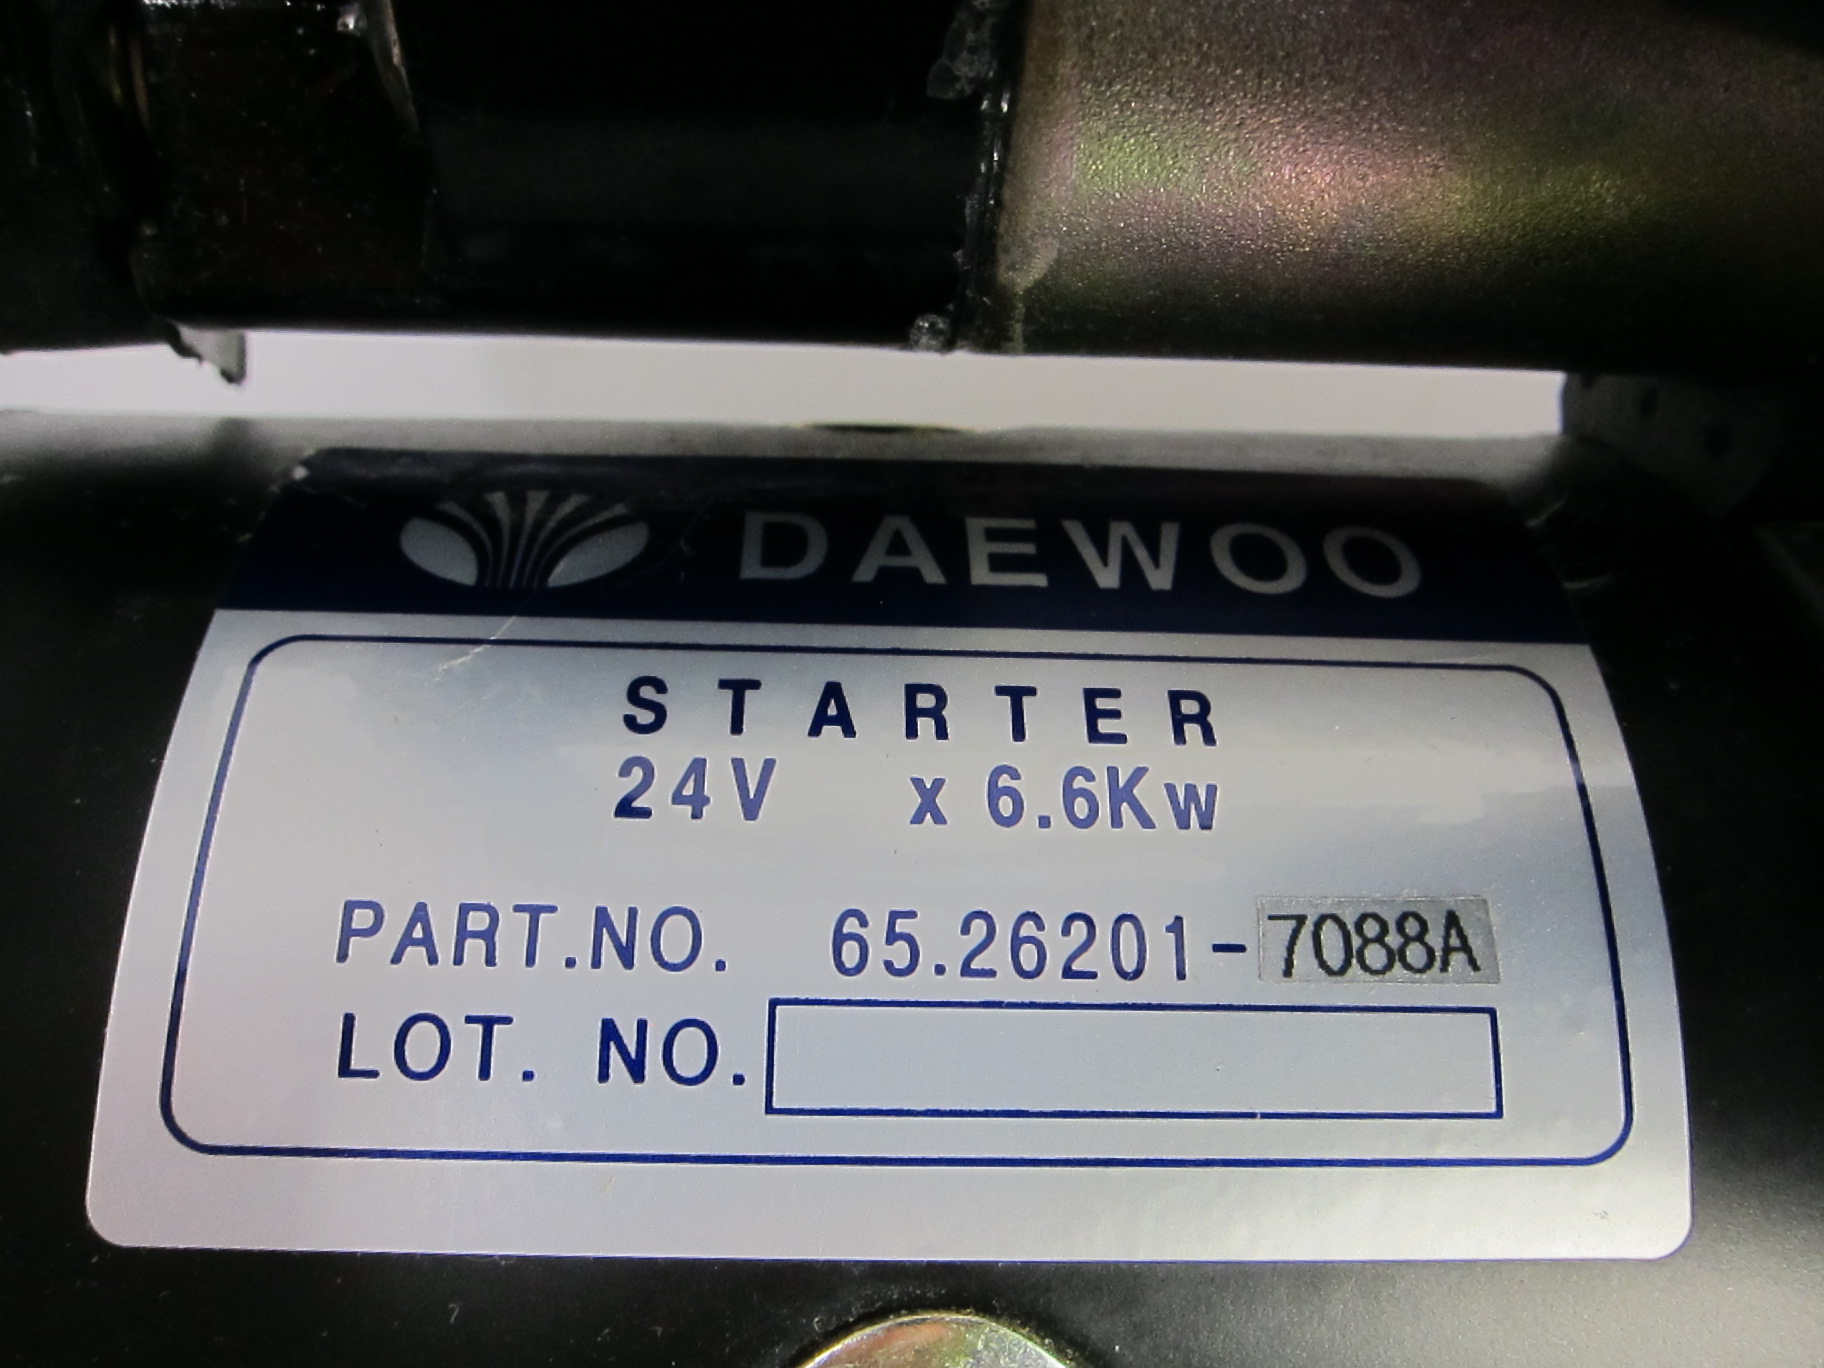 DAEWOO
STARTER
24V x 6.6Kw
PART.NO. 65.26201-7088A
LOT. NO.